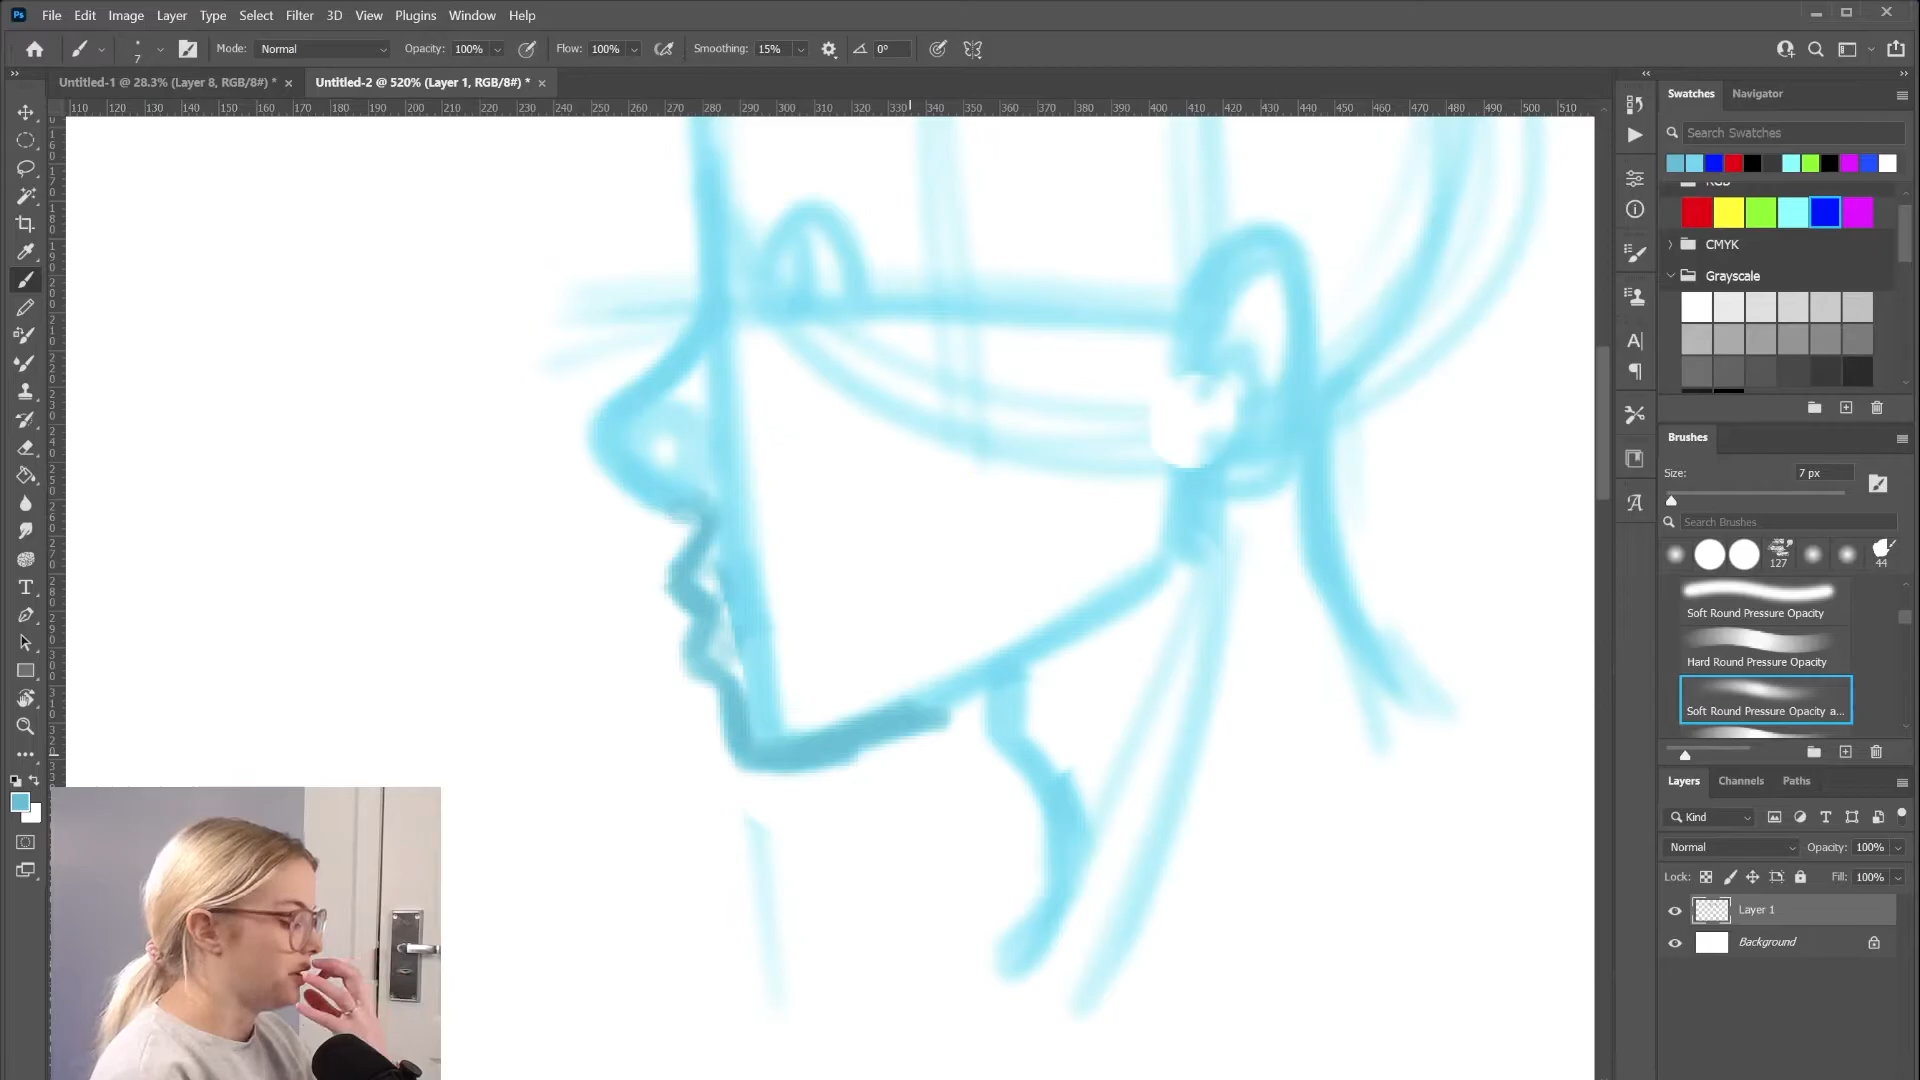 Ps File Edit Image Layer Type Select Filter 3D View Plugins Window Help
7 Mode: Normal Opacity: 100% Flow: 100% Smoothing: 15% 0°
Untitled-1 @ 28.3% (Layer 8, RGB/8#) * Untitled-2 @ 520% (Layer 1, RGB/8#) *
110 120 130 140 150 160 170 180 190 200 210 220 230 240 250 260 270 280 290 300 310 320 330 340 350 360 370 380 390 400 410 420 430 440 450 460 470 480 490 500 510
Swatches Navigator
Search Swatches
RGB
CMYK
Grayscale
Brushes
Size: 7 px
Search Brushes
127 44
Soft Round Pressure Opacity
Hard Round Pressure Opacity
Soft Round Pressure Opacity a...
Layers Channels Paths
Kind
Normal Opacity: 100%
Lock: Fill: 100%
Layer 1
Background